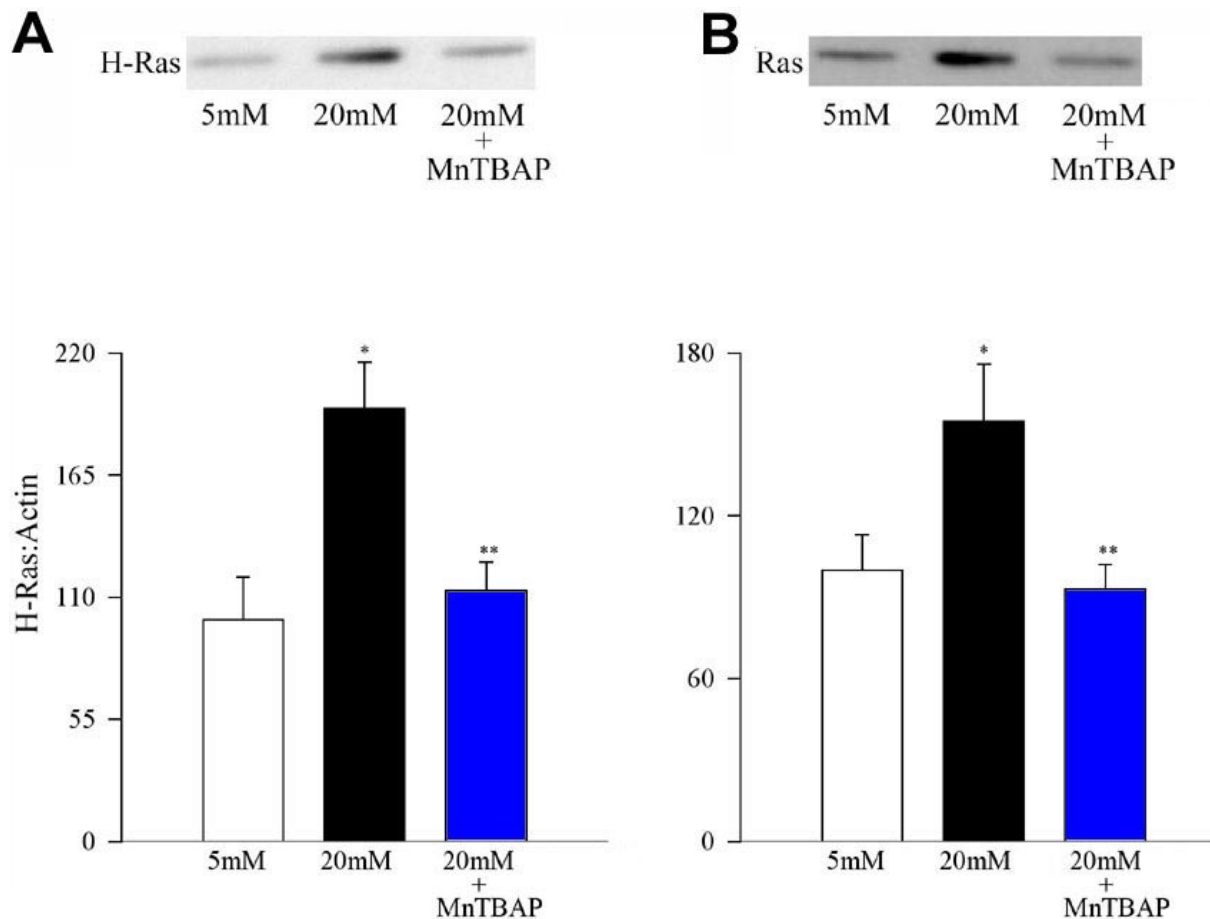 A
H-Ras
5mM 20mM 20mM
+
MnTBAP
B
Ras
5mM 20mM 20mM
+
MnTBAP
H-Ras:Actin
220
165
110
55
0
*
**
5mM 20mM 20mM
+
MnTBAP
180
120
60
0
*
**
5mM 20mM 20mM
+
MnTBAP